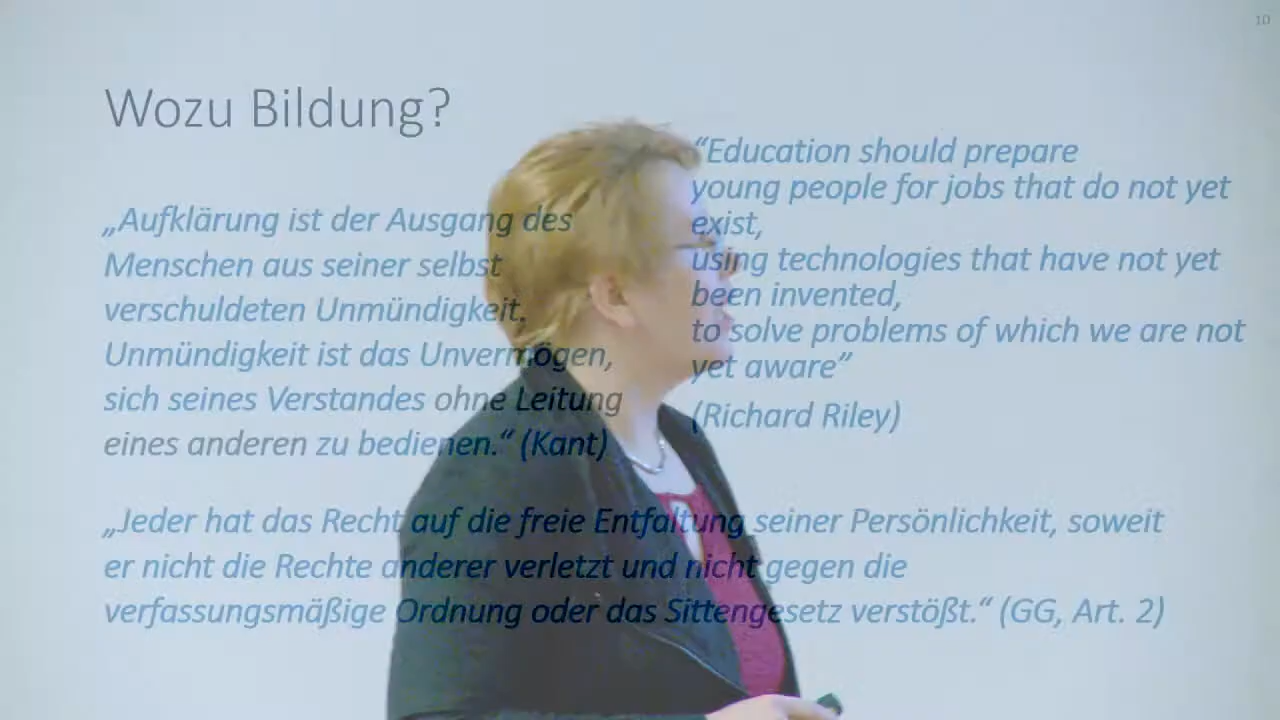 10
Wozu Bildung?
„Aufklärung ist der Ausgang des
Menschen aus seiner selbst
verschuldeten Unmündigkeit.
Unmündigkeit ist das Unvermögen,
sich seines Verstandes ohne Leitung
eines anderen zu bedienen.“ (Kant)
“Education should prepare
young people for jobs that do not yet
exist,
using technologies that have not yet
been invented,
to solve problems of which we are not
yet aware”
(Richard Riley)
„Jeder hat das Recht auf die freie Entfaltung seiner Persönlichkeit, soweit
er nicht die Rechte anderer verletzt und nicht gegen die
verfassungsmäßige Ordnung oder das Sittengesetz verstößt.“ (GG, Art. 2)